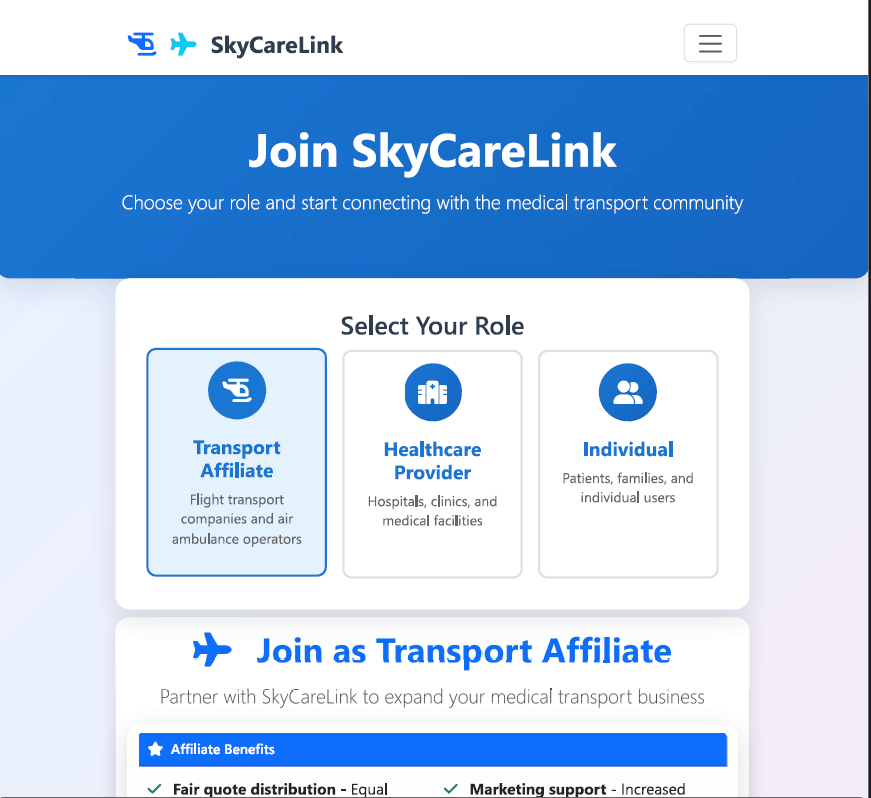 SkyCareLink
Join SkyCareLink
Choose your role and start connecting with the medical transport community
Select Your Role
Transport
Affiliate
Flight transport
companies and air
ambulance operators
Healthcare
Provider
Hospitals, clinics, and
medical facilities
Individual
Patients, families, and
individual users
Join as Transport Affiliate
Partner with SkyCareLink to expand your medical transport business
Affiliate Benefits
Fair quote distribution - Equal
Marketing support - Increased